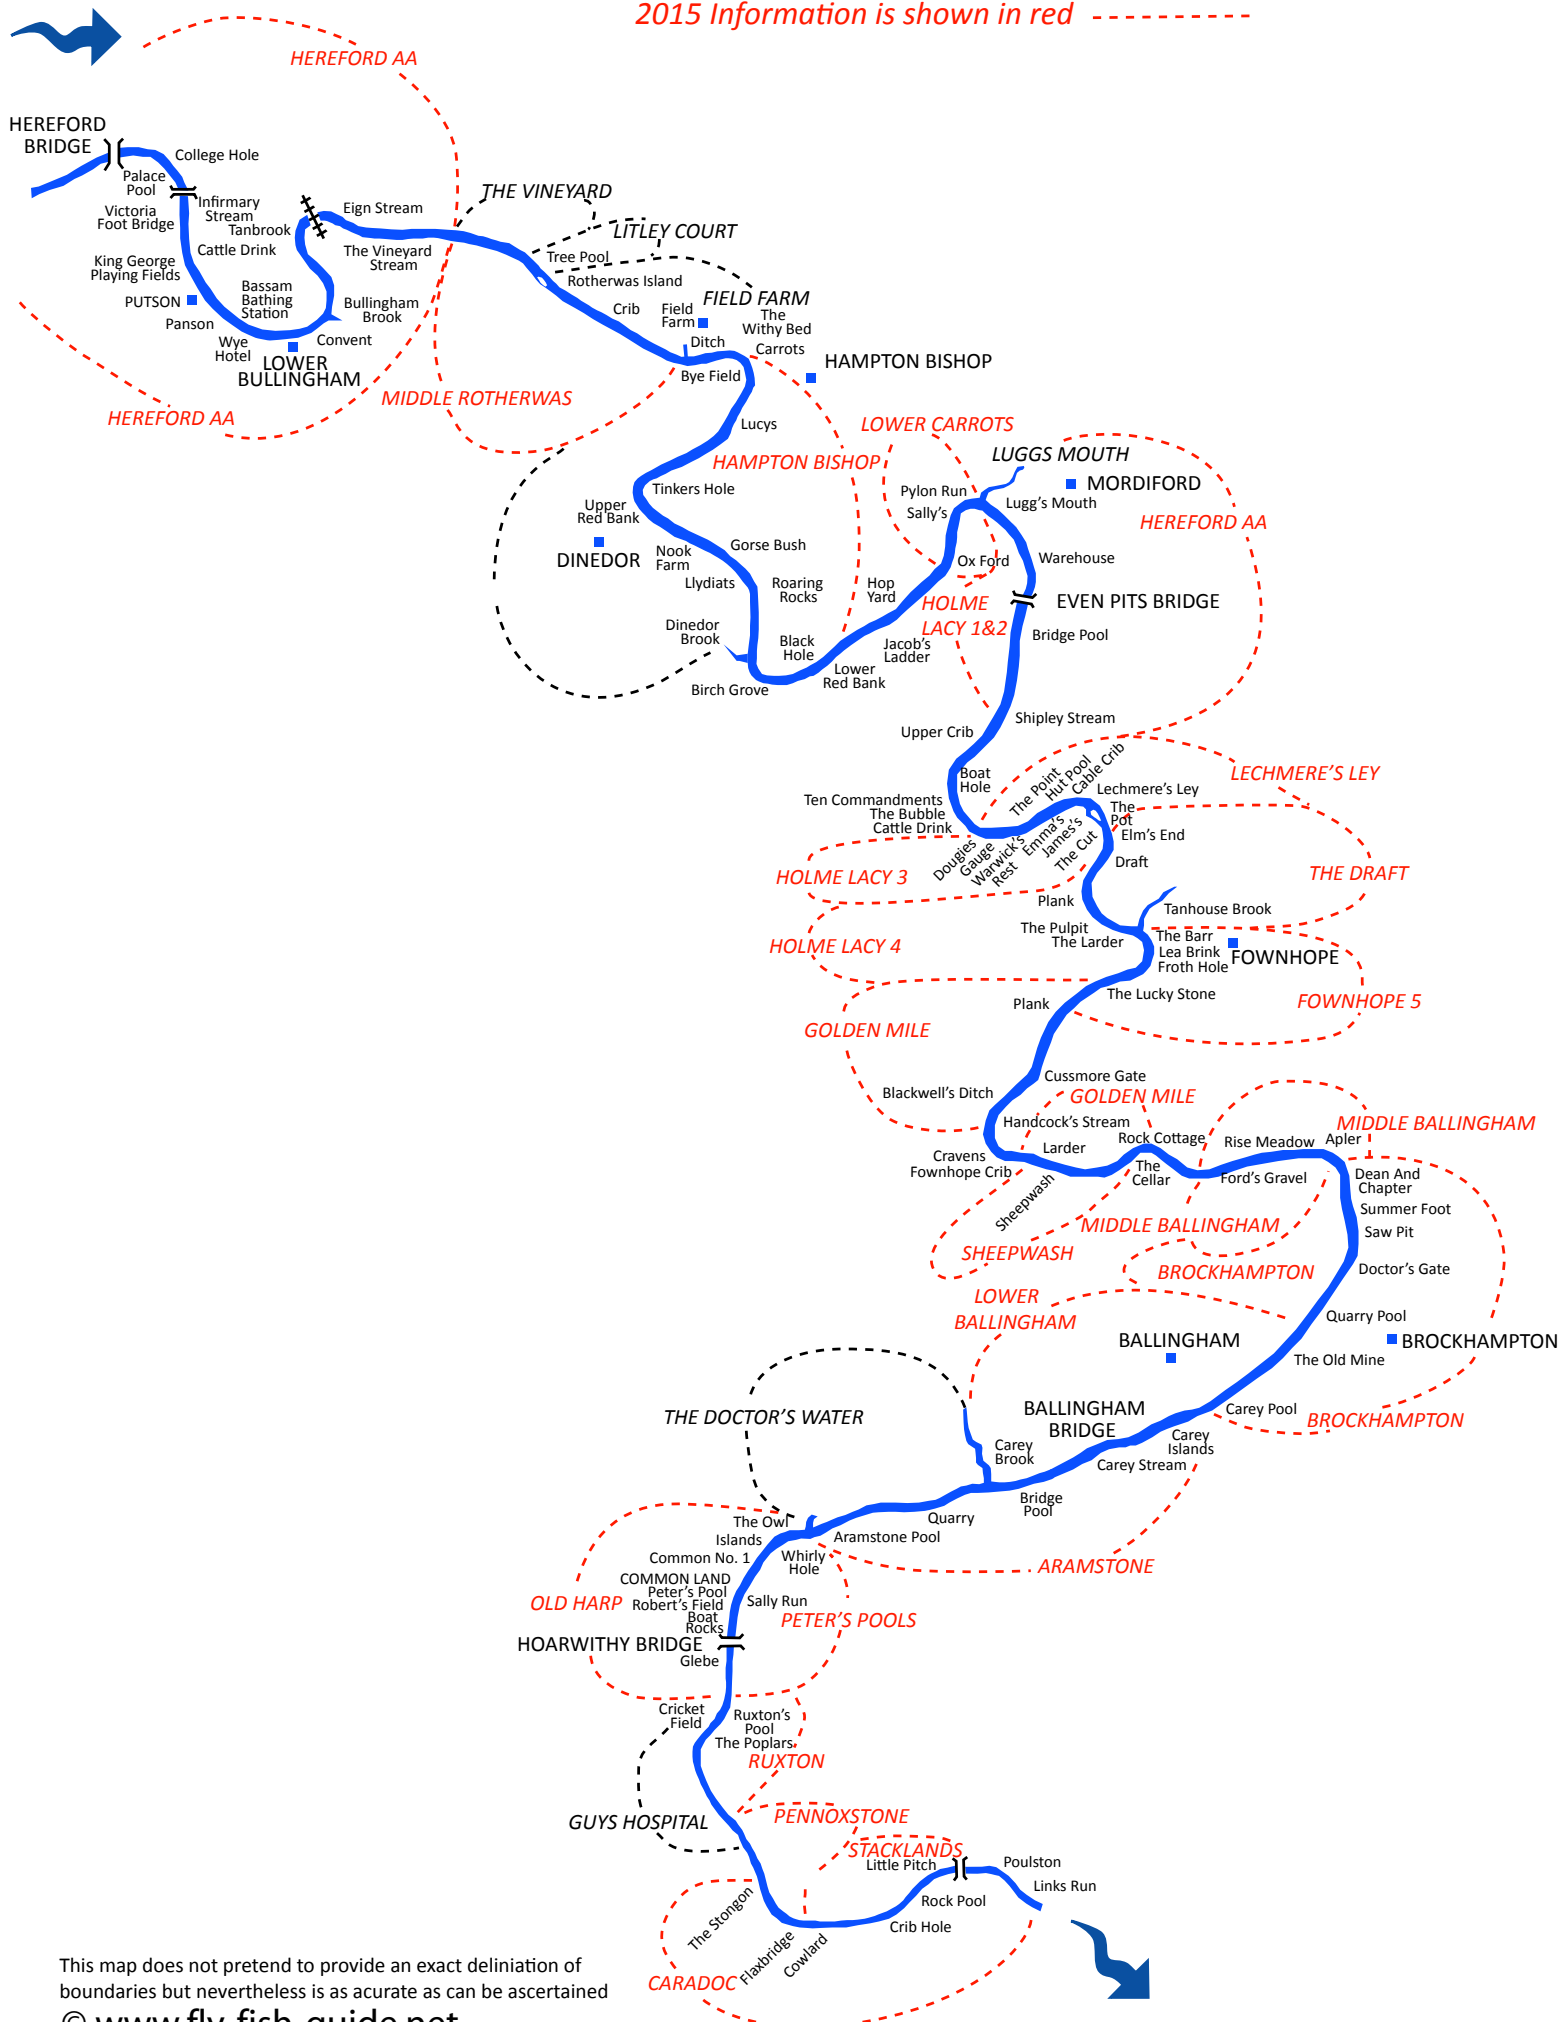 2015 Information is shown in red
HEREFORD AA
HEREFORD
BRIDGE
College Hole
Palace
Pool
Victoria
Foot Bridge
Infirmary
Stream
Tanbrook
Eign Stream
THE VINEYARD
LITLEY COURT
Cattle Drink
The Vineyard
Stream
Tree Pool
King George
Playing Fields
PUTSON
Panson
Bassam
Bathing
Station
Bullingham
Brook
Rotherwas Island
Crib
Field
Farm
FIELD FARM
The
Withy Bed
Carrots
Ditch
Wye
Hotel
Convent
LOWER
BULLINGHAM
Bye Field
HAMPTON BISHOP
HEREFORD AA
MIDDLE ROTHERWAS
Lucys
LOWER CARROTS
HAMPTON BISHOP
LUGGS MOUTH
MORDIFORD
Tinkers Hole
Upper
Red Bank
Pylon Run
Sally's
Lugg's Mouth
HEREFORD AA
DINEDOR
Nook
Farm
Gorse Bush
Llydiats
Roaring
Rocks
Hop
Yard
Ox Ford
Warehouse
HOLME
LACY 1&2
EVEN PITS BRIDGE
Dinedor
Brook
Black
Hole
Jacob's
Ladder
Bridge Pool
Lower
Red Bank
Birch Grove
Upper Crib
Shipley Stream
Boat
Hole
The Point
Hut Pool
Cable Crib
LECHMERE'S LEY
Ten Commandments
The Bubble
Cattle Drink
Lechmere's Ley
The
Pot
Elm's End
Dougies
Gauge
Warwick's
Rest
Emma's
James's
The Cut
Draft
HOLME LACY 3
THE DRAFT
Plank
Tanhouse Brook
The Pulpit
The Larder
HOLME LACY 4
The Barr
Lea Brink
Froth Hole
FOWNHOPE
The Lucky Stone
Plank
FOWNHOPE 5
GOLDEN MILE
Cussmore Gate
Blackwell's Ditch
GOLDEN MILE
Handcock's Stream
MIDDLE BALLINGHAM
Larder
Rock Cottage
Rise Meadow
Apler
Cravens
Fownhope Crib
The
Cellar
Ford's Gravel
Dean And
Chapter
Sheepwash
Summer Foot
MIDDLE BALLINGHAM
Saw Pit
SHEEPWASH
BROCKHAMPTON
Doctor's Gate
LOWER
BALLINGHAM
Quarry Pool
BALLINGHAM
BROCKHAMPTON
The Old Mine
THE DOCTOR'S WATER
BALLINGHAM
BRIDGE
Carey Pool
BROCKHAMPTON
Carey
Brook
Carey
Islands
Carey Stream
Bridge
Pool
Quarry
The Owl
Islands
Aramstone Pool
Common No. 1
Whirly
Hole
ARAMSTONE
COMMON LAND
Peter's Pool
Robert's Field
Boat
Rocks
OLD HARP
Sally Run
PETER'S POOLS
HOARWITHY BRIDGE
Glebe
Cricket
Field
Ruxton's
Pool
The Poplars
RUXTON
GUYS HOSPITAL
PENNOXSTONE
STACKLANDS
Little Pitch
Poulston
Links Run
Rock Pool
Crib Hole
The Stongon
Flaxbridge
Cowlard
CARADOC
This map does not pretend to provide an exact deliniation of
boundaries but nevertheless is as acurate as can be ascertained
© www.fly-fish-guide.net